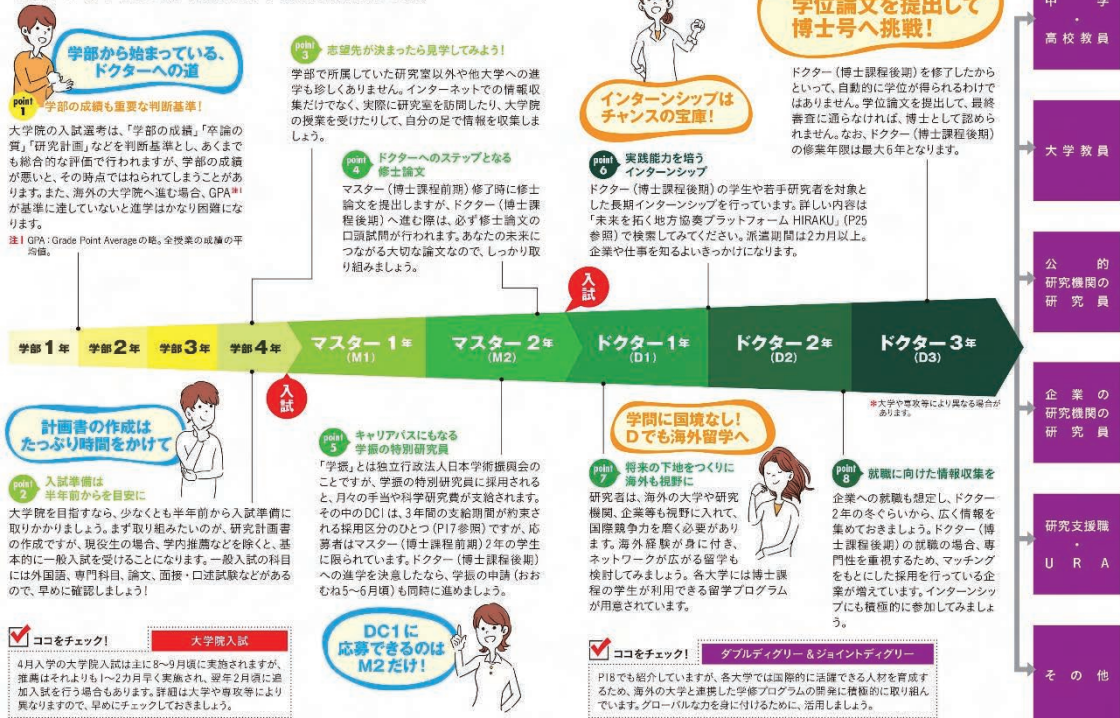 学部から始まっている、
ドクターへの道
point
1
学部の成績も重要な判断基準！
大学院の入試選考は、「学部の成績」「卒論の
質」「研究計画」などを判断基準とし、あくまで
も総合的な評価で行われますが、学部の成績
が悪いと、その時点ではねられてしまうことがあ
ります。また、海外の大学院へ進む場合、GPA注1
が基準に達していないと進学はかなり困難にな
ります。
注1 GPA：Grade Point Averageの略。全授業の成績の平
均値。
point
3
志望先が決まったら見学してみよう！
学部で所属していた研究室以外や他大学への進
学も珍しくありません。インターネットでの情報収
集だけでなく、実際に研究室を訪問したり、大学院
の授業を受けたりして、自分の足で情報を収集しま
しょう。
point
4
ドクターへのステップとなる
修士論文
マスター（博士課程前期）修了時に修士
論文を提出しますが、ドクター（博士課
程後期）へ進む際は、必ず修士論文の
口頭試問が行われます。あなたの未来に
つながる大切な論文なので、しっかり取
り組みましょう。
インターンシップは
チャンスの宝庫！
point
6
実践能力を培う
インターンシップ
ドクター（博士課程後期）の学生や若手研究者を対象と
した長期インターンシップを行っています。詳しい内容は
「未来を拓く地方協奏プラットフォーム HIRAKU」（P25
参照）で検索してみてください。派遣期間は2カ月以上。
企業や仕事を知るよいきっかけになります。
学位論文を提出して
博士号へ挑戦！
ドクター（博士課程後期）を修了したから
といって、自動的に学位が得られるわけで
はありません。学位論文を提出して、最終
審査に通らなければ、博士として認めら
れません。なお、ドクター（博士課程後期）
の修業年限は最大6年となります。
学部1年
学部2年
学部3年
学部4年
入試
マスター 1年
(M1)
マスター 2年
(M2)
入試
ドクター 1年
(D1)
ドクター 2年
(D2)
ドクター 3年
(D3)
＊大学や専攻等により異なる場合が
あります。
計画書の作成は
たっぷり時間をかけて
point
2
入試準備は
半年前からを目安に
大学院を目指すなら、少なくとも半年前から入試準備に
取りかかりましょう。まず取り組みたいのが、研究計画書
の作成ですが、現役生の場合、学内推薦などを除くと、基
本的に一般入試を受けることになります。一般入試の科目
には外国語、専門科目、論文、面接・口述試験などがある
ので、早めに確認しましょう！
point
5
キャリアパスにもなる
学振の特別研究員
「学振」とは独立行政法人日本学術振興会の
ことですが、学振の特別研究員に採用される
と、月々の手当や科学研究費が支給されます。
その中のDC1は、3年間の支給期間が約束さ
れる採用区分のひとつ（P17参照）ですが、応
募者はマスター（博士課程前期）2年の学生
に限られています。ドクター（博士課程後期）
への進学を決意したなら、学振の申請（おお
むね5〜6月頃）も同時に進めましょう。
DC1に
応募できるのは
M2だけ！
学問に国境なし！
Dでも海外留学へ
point
7
将来の下地をつくりに
海外も視野に
研究者は、海外の大学や研究
機関、企業等も視野に入れて、
国際競争力を磨く必要があり
ます。海外経験が身に付き、
ネットワークが広がる留学も
検討してみましょう。各大学には博士課
程の学生が利用できる留学プログラム
が用意されています。
point
8
就職に向けた情報収集を
企業への就職も想定し、ドクター
2年の冬ぐらいから、広く情報を
集めておきましょう。ドクター（博
士課程後期）の就職の場合、専
門性を重視するため、マッチング
をもとにした採用を行っている企
業が増えています。インターンシッ
プにも積極的に参加してみましょ
う。
ココをチェック！
大学院入試
4月入学の大学院入試は主に8〜9月頃に実施されますが、
推薦はそれよりも1〜2カ月早く実施され、翌年2月頃に追
加入試を行う場合もあります。詳細は大学や専攻等により
異なりますので、早めにチェックしておきましょう。
ココをチェック！
ダブルディグリー＆ジョイントディグリー
P18でも紹介していますが、各大学では国際的に活躍できる人材を育成す
るため、海外の大学と連携した学修プログラムの開発に積極的に取り組ん
でいます。グローバルな力を身に付けるために、活用しましょう。
中学
・
高校教員
大学教員
公的
研究機関の
研究員
企業の
研究機関の
研究員
研究支援職
・
URA
その他